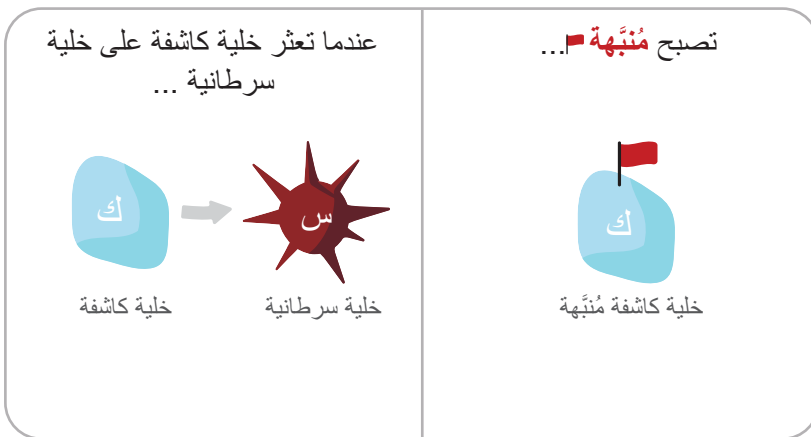 عندما تعثر خلية كاشفة على خلية
سرطانية ...
ك
س
خلية كاشفة
خلية سرطانية
تصبح مُنبَّهة ...
ك
خلية كاشفة مُنبَّهة